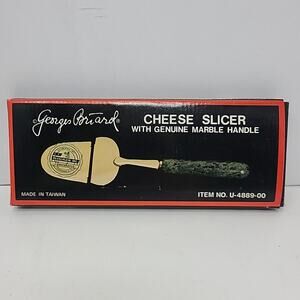 ©Georges Briard
CHEESE SLICER
WITH GENUINE MARBLE HANDLE
MADE IN TAIWAN
ITEM NO. U-4889-00